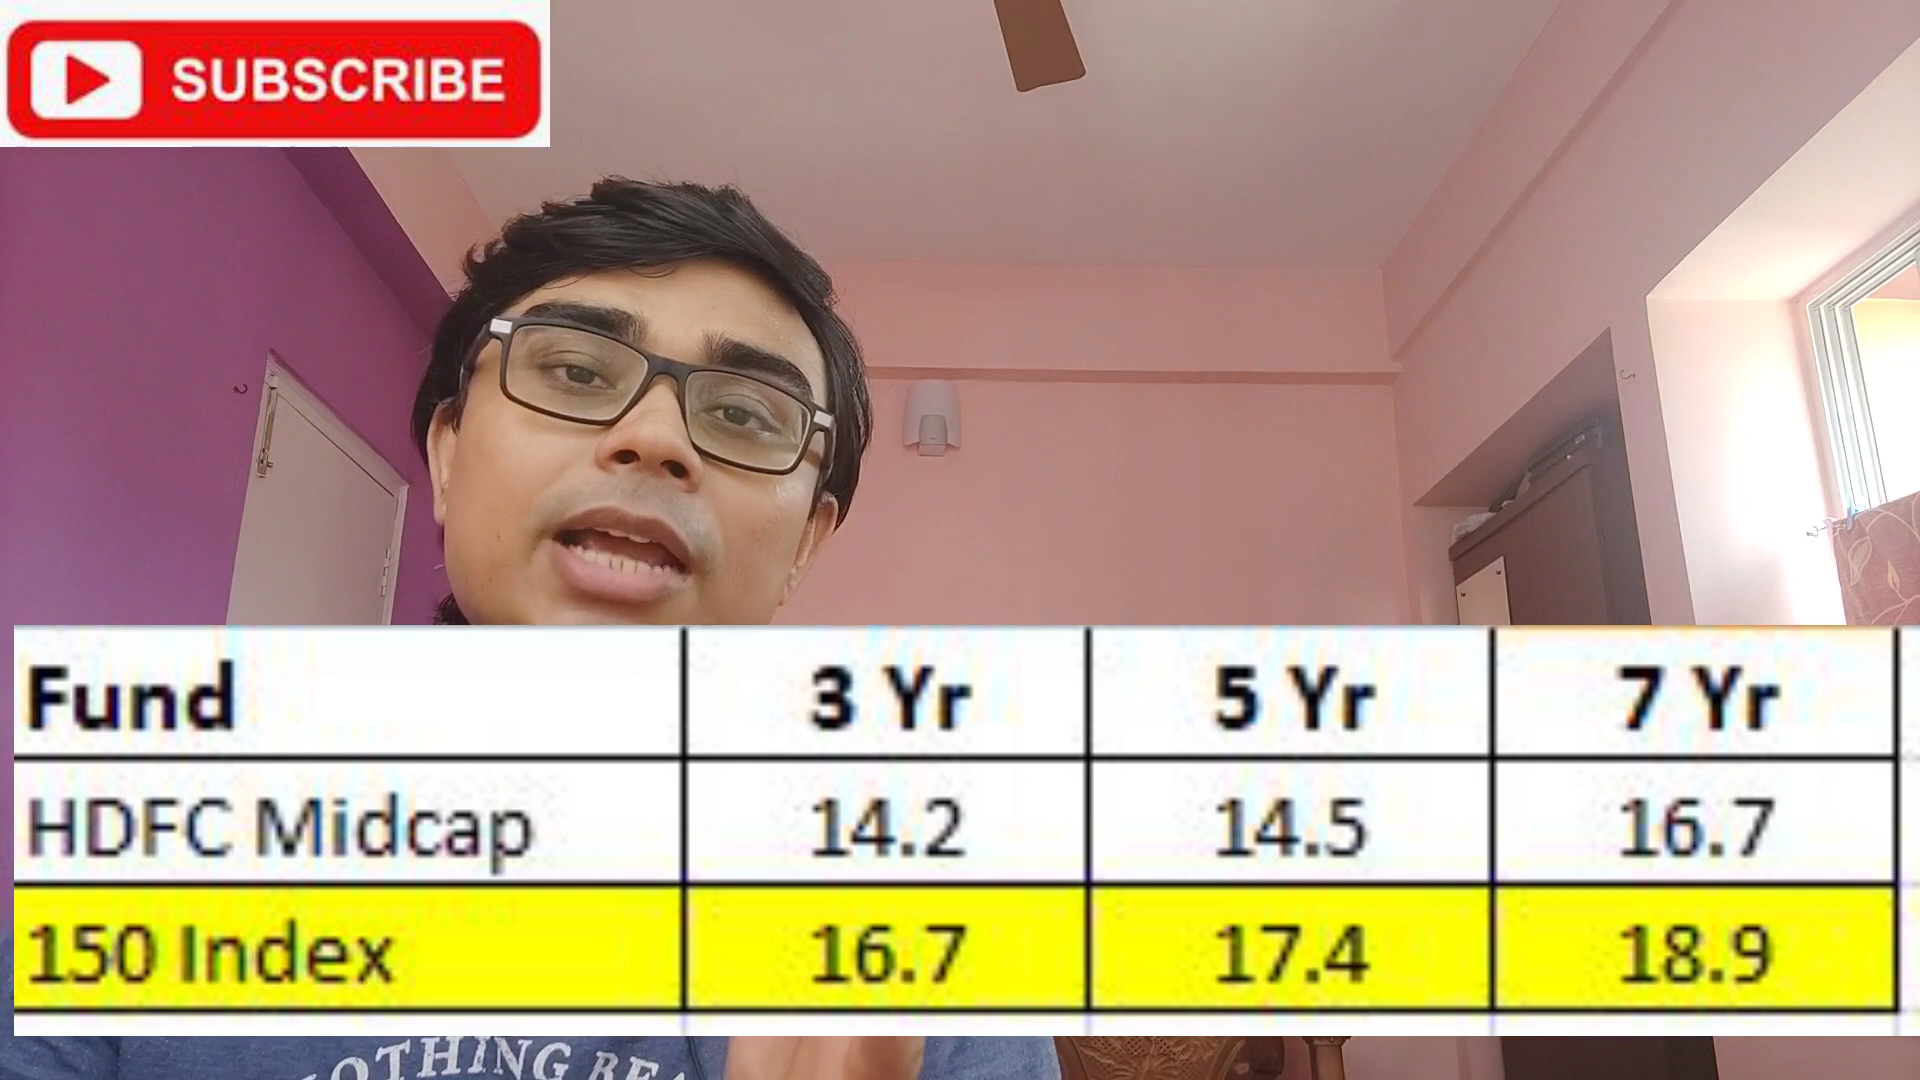 SUBSCRIBE
Fund 3 Yr 5 Yr 7 Yr
HDFC Midcap 14.2 14.5 16.7
150 Index 16.7 17.4 18.9